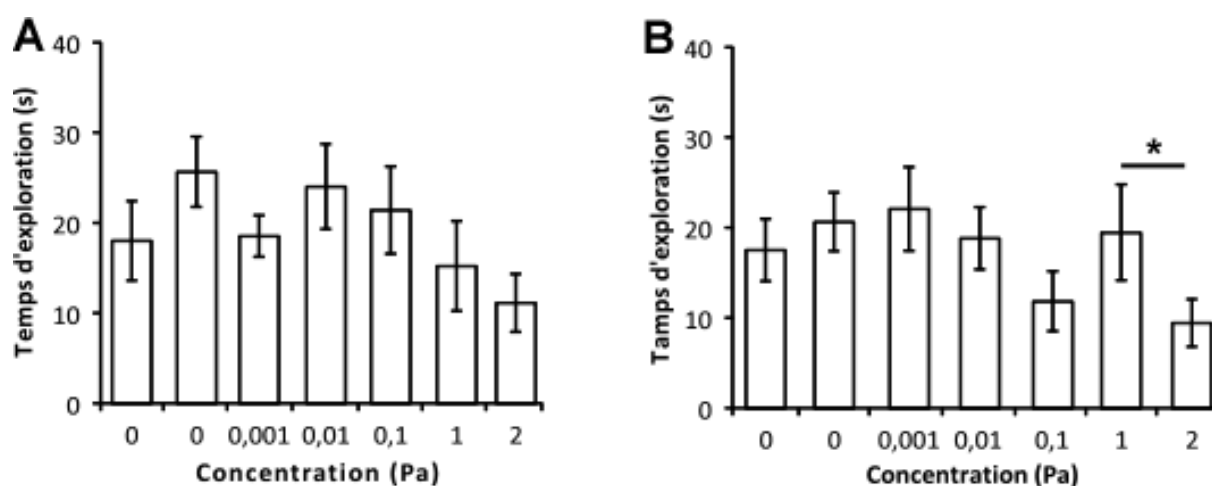 A
Temps d'exploration (s)
40
30
20
10
0
0 0 0,001 0,01 0,1 1 2
Concentration (Pa)
B
Tamps d'exploration (s)
40
30
20
10
0
*
0 0 0,001 0,01 0,1 1 2
Concentration (Pa)